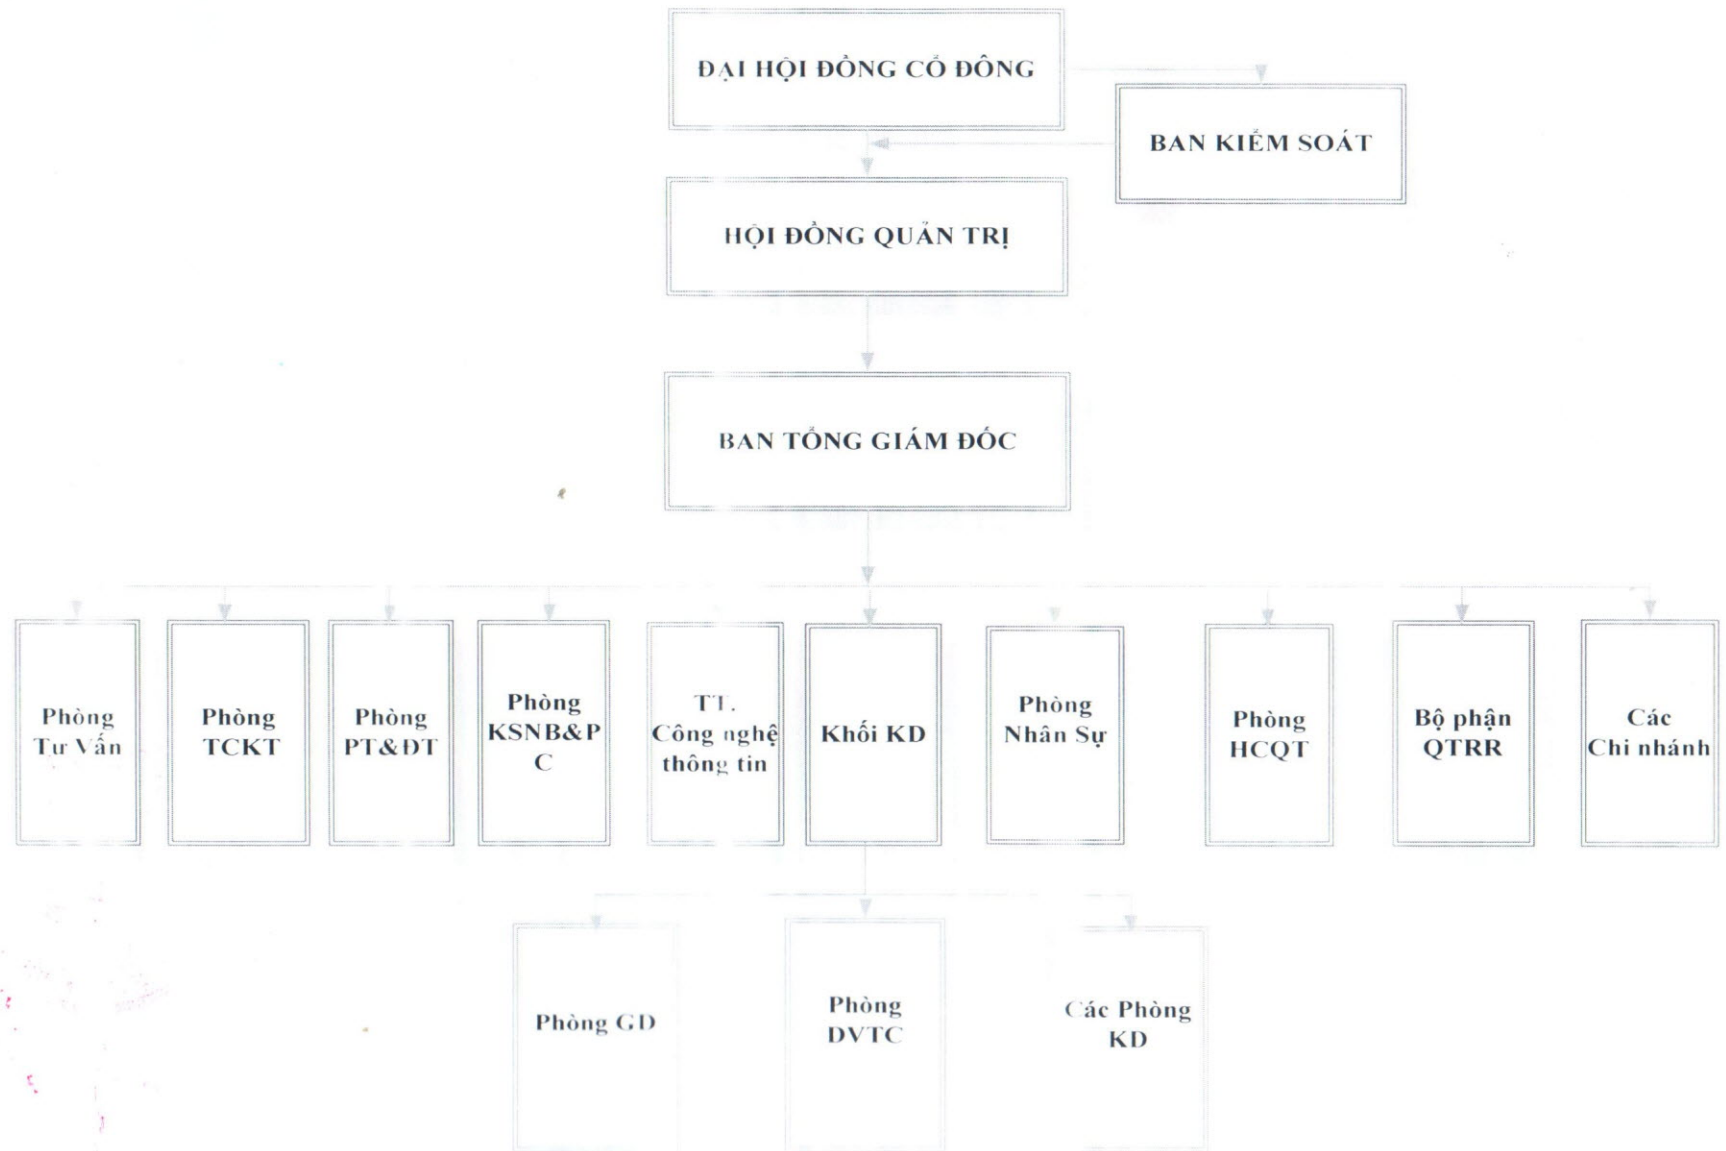 ĐẠI HỘI ĐỒNG CỔ ĐÔNG
BAN KIỂM SOÁT
HỘI ĐỒNG QUẢN TRỊ
BAN TỔNG GIÁM ĐỐC
Phòng
Tư Vấn
Phòng
TCKT
Phòng
PT&ĐT
Phòng
KSNB&P
C
TT.
Công nghệ
thông tin
Khối KD
Phòng
Nhân Sự
Phòng
HCQT
Bộ phận
QTRR
Các
Chi nhánh
Phòng GD
Phòng
DVTC
Các Phòng
KD